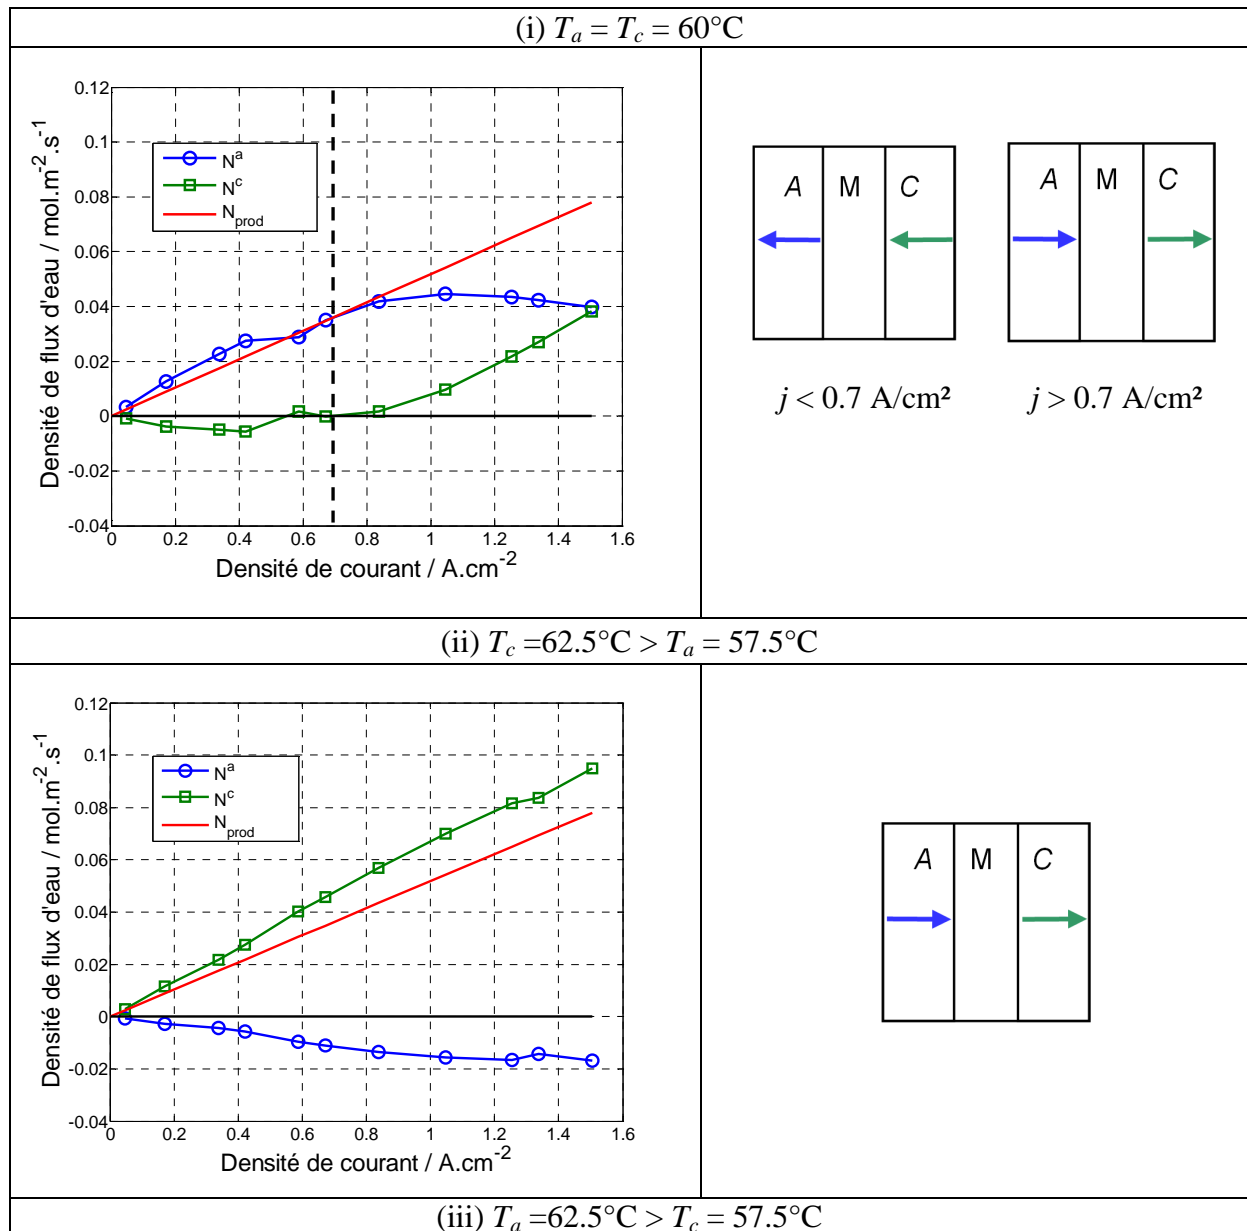 (i) Ta = Tc = 60°C
0.12
0.1
0.08
0.06
0.04
0.02
0
-0.02
-0.04
Densité de flux d'eau / mol.m-2.s-1
Na
Nc
Nprod
0 0.2 0.4 0.6 0.8 1 1.2 1.4 1.6
Densité de courant / A.cm-2
A M C
A M C
j < 0.7 A/cm²
j > 0.7 A/cm²
(ii) Tc =62.5°C > Ta = 57.5°C
0.12
0.1
0.08
0.06
0.04
0.02
0
-0.02
-0.04
Densité de flux d'eau / mol.m-2.s-1
Na
Nc
Nprod
0 0.2 0.4 0.6 0.8 1 1.2 1.4 1.6
Densité de courant / A.cm-2
A M C
(iii) Ta =62.5°C > Tc = 57.5°C